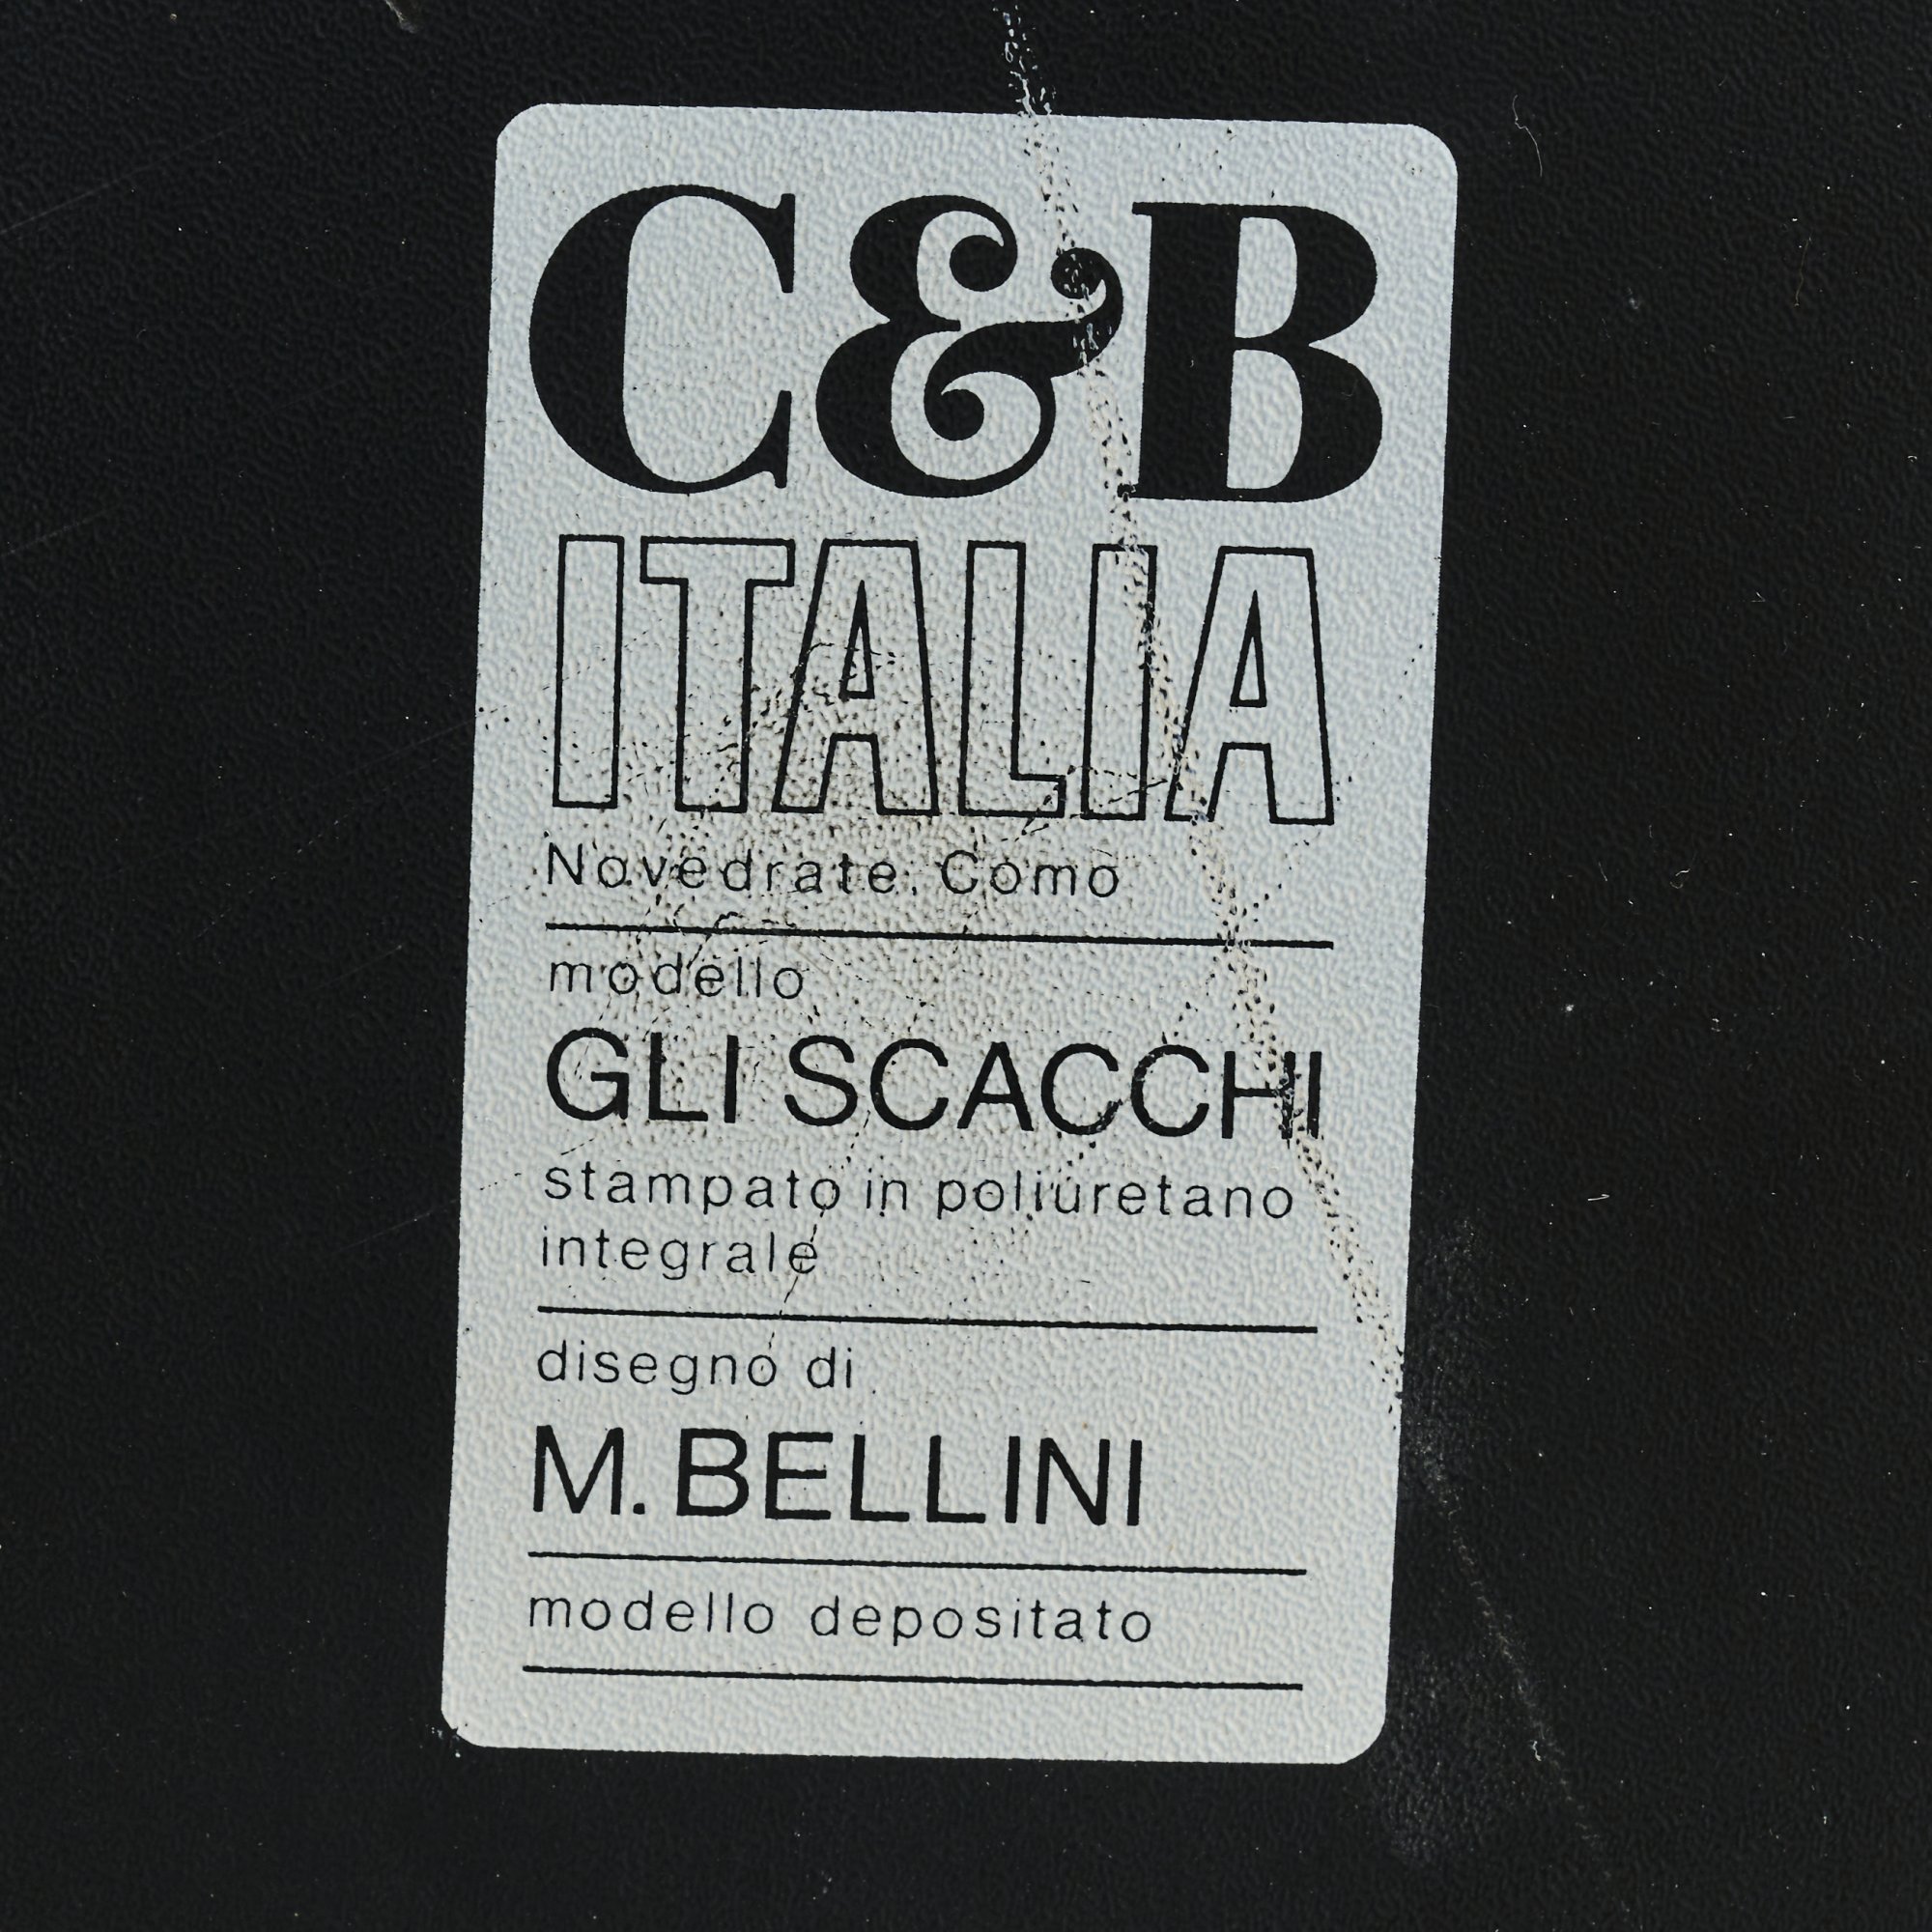 C&B
ITALIA
Novedrate, Como
modello
GLI SCACCHI
stampato in poliuretano
integrale
disegno di
M. BELLINI
modello depositato